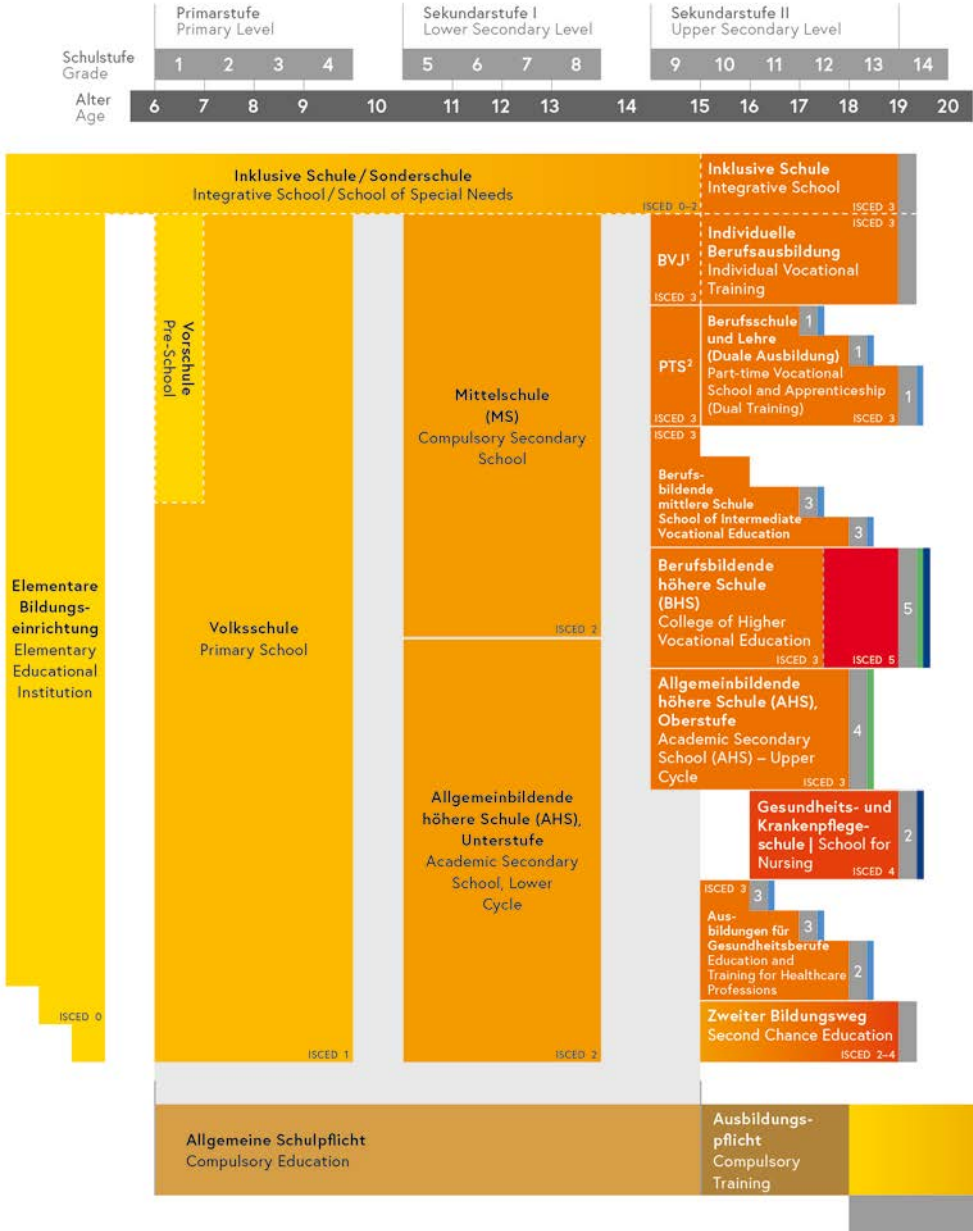 Primarstufe
Primary Level
Sekundarstufe I
Lower Secondary Level
Sekundarstufe II
Upper Secondary Level
Schulstufe
Grade
1 2 3 4 5 6 7 8 9 10 11 12 13 14
Alter
Age
6 7 8 9 10 11 12 13 14 15 16 17 18 19 20
Inklusive Schule / Sonderschule
Integrative School / School of Special Needs
ISCED 0–2
Inklusive Schule
Integrative School
ISCED 3
BVJ¹
ISCED 3
ISCED 3
Individuelle
Berufsausbildung
Individual Vocational
Training
Vorschule
Pre-School
PTS²
ISCED 3
Berufsschule
und Lehre
(Duale Ausbildung)
Part-time Vocational
School and Apprenticeship
(Dual Training)
ISCED 3
1
1
1
Mittelschule
(MS)
Compulsory Secondary
School
ISCED 2
ISCED 3
Berufs-
bildende
mittlere Schule
School of Intermediate
Vocational Education
3
3
Elementare
Bildungs-
einrichtung
Elementary
Educational
Institution
ISCED 0
Volksschule
Primary School
ISCED 1
Berufsbildende
höhere Schule
(BHS)
College of Higher
Vocational Education
ISCED 3
ISCED 5
5
Allgemeinbildende
höhere Schule (AHS),
Oberstufe
Academic Secondary
School (AHS) – Upper
Cycle
ISCED 3
4
Allgemeinbildende
höhere Schule (AHS),
Unterstufe
Academic Secondary
School, Lower
Cycle
ISCED 2
Gesundheits- und
Krankenpflege-
schule | School for
Nursing
ISCED 4
2
ISCED 3
3
Aus-
bildungen für
Gesundheitsberufe
Education and
Training for Healthcare
Professions
3
2
Zweiter Bildungsweg
Second Chance Education
ISCED 2–4
Allgemeine Schulpflicht
Compulsory Education
Ausbildungs-
pflicht
Compulsory
Training